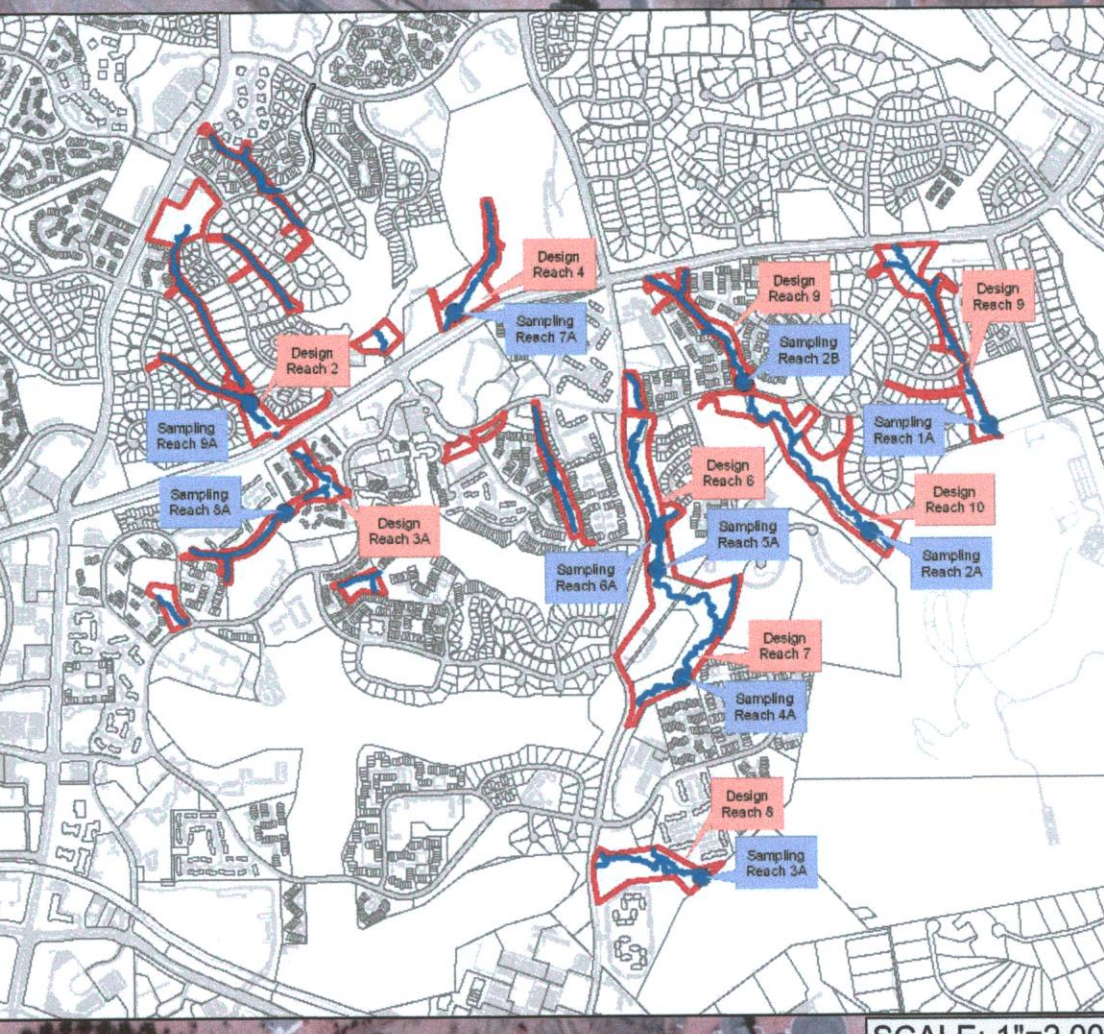 Design
Reach 4
Sampling
Reach 7A
Design
Reach 9
Design
Reach 9
Sampling
Reach 2B
Design
Reach 2
Sampling
Reach 9A
Sampling
Reach 1A
Design
Reach 6
Sampling
Reach 8A
Design
Reach 3A
Design
Reach 10
Sampling
Reach 5A
Sampling
Reach 2A
Sampling
Reach 6A
Design
Reach 7
Sampling
Reach 4A
Design
Reach 8
Sampling
Reach 3A